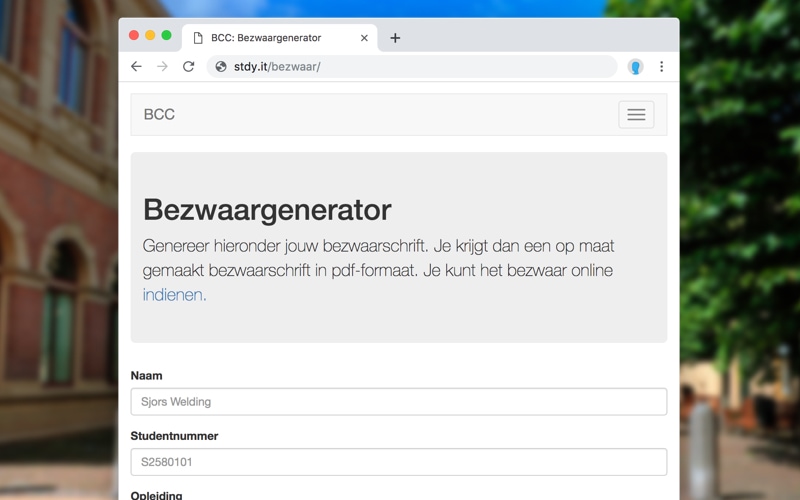 BCC: Bezwaargenerator
stdy.it/bezwaar/
BCC
Bezwaargenerator
Genereer hieronder jouw bezwaarschrift. Je krijgt dan een op maat
gemaakt bezwaarschrift in pdf-formaat. Je kunt het bezwaar online
indienen.
Naam
Sjors Welding
Studentnummer
S2580101
Opleiding